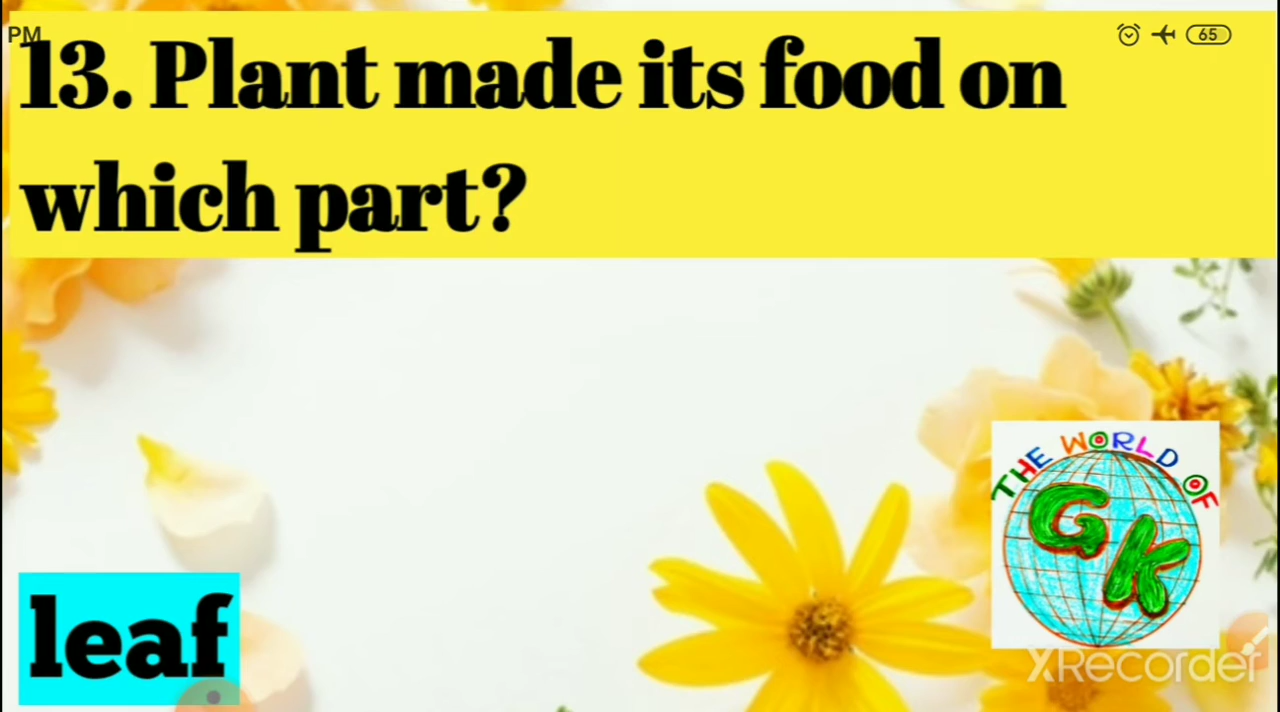 PM
65
13. Plant made its food on
which part?
THE WORLD OF
GK
leaf
XRecorder